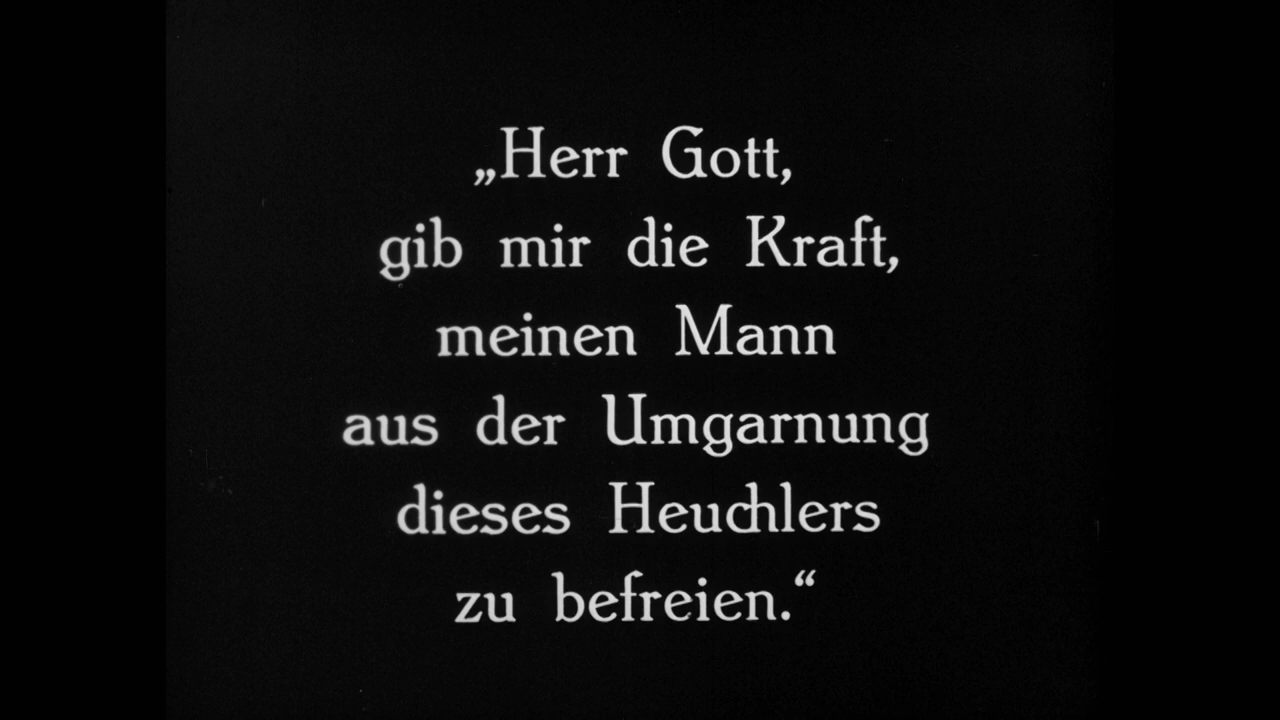 „Herr Gott,
gib mir die Kraft,
meinen Mann
aus der Umgarnung
dieses Heuchlers
zu befreien.“